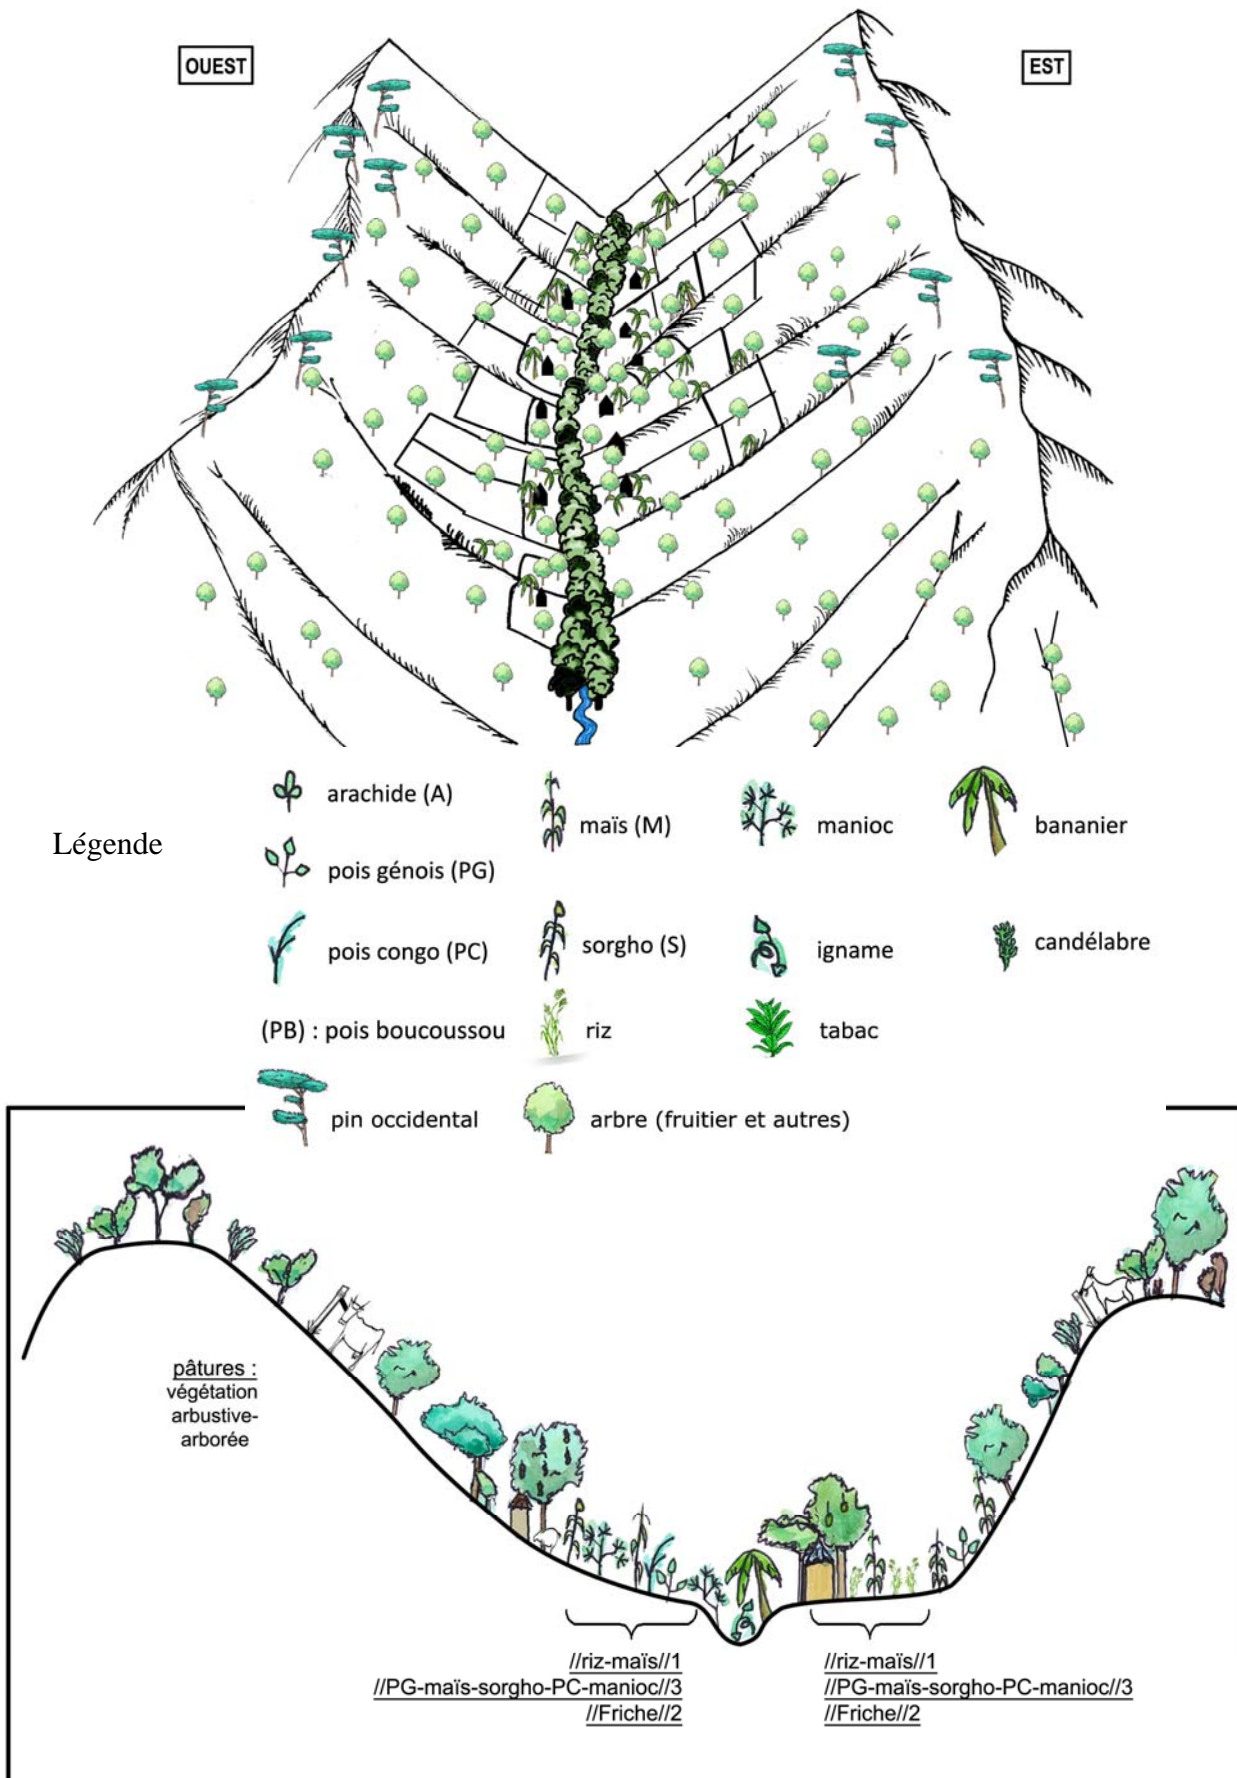 OUEST
EST
Légende
arachide (A)
maïs (M)
manioc
bananier
pois génois (PG)
pois congo (PC)
sorgho (S)
igname
candélabre
(PB) : pois boucoussou
riz
tabac
pin occidental
arbre (fruitier et autres)
pâtures :
végétation
arbustive-
arborée
//riz-maïs//1
//PG-maïs-sorgho-PC-manioc//3
//Friche//2
//riz-maïs//1
//PG-maïs-sorgho-PC-manioc//3
//Friche//2